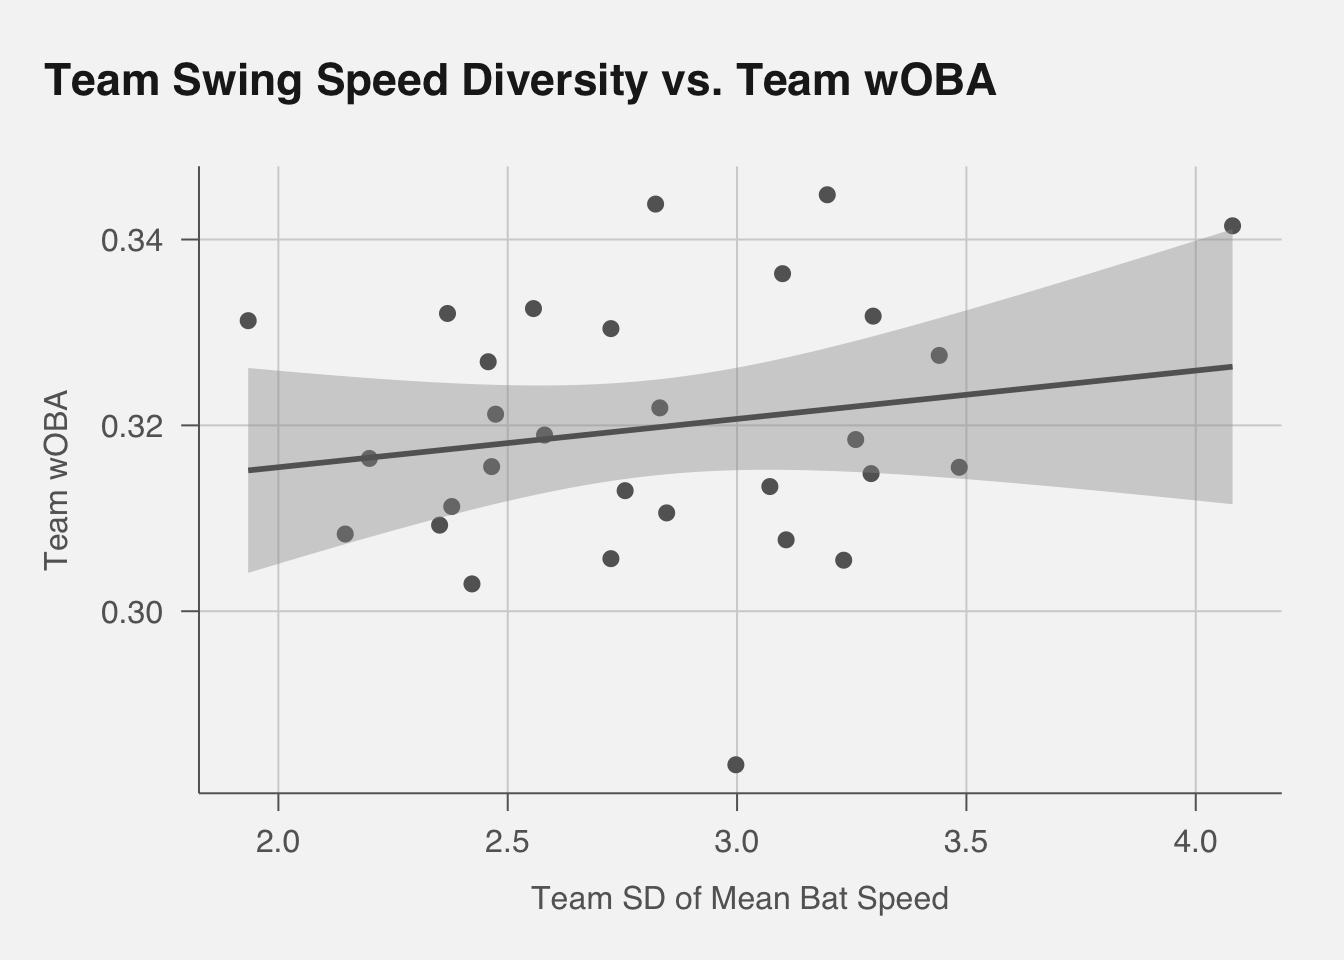 Team Swing Speed Diversity vs. Team wOBA
0.34
0.32
0.30
Team wOBA
2.0 2.5 3.0 3.5 4.0
Team SD of Mean Bat Speed